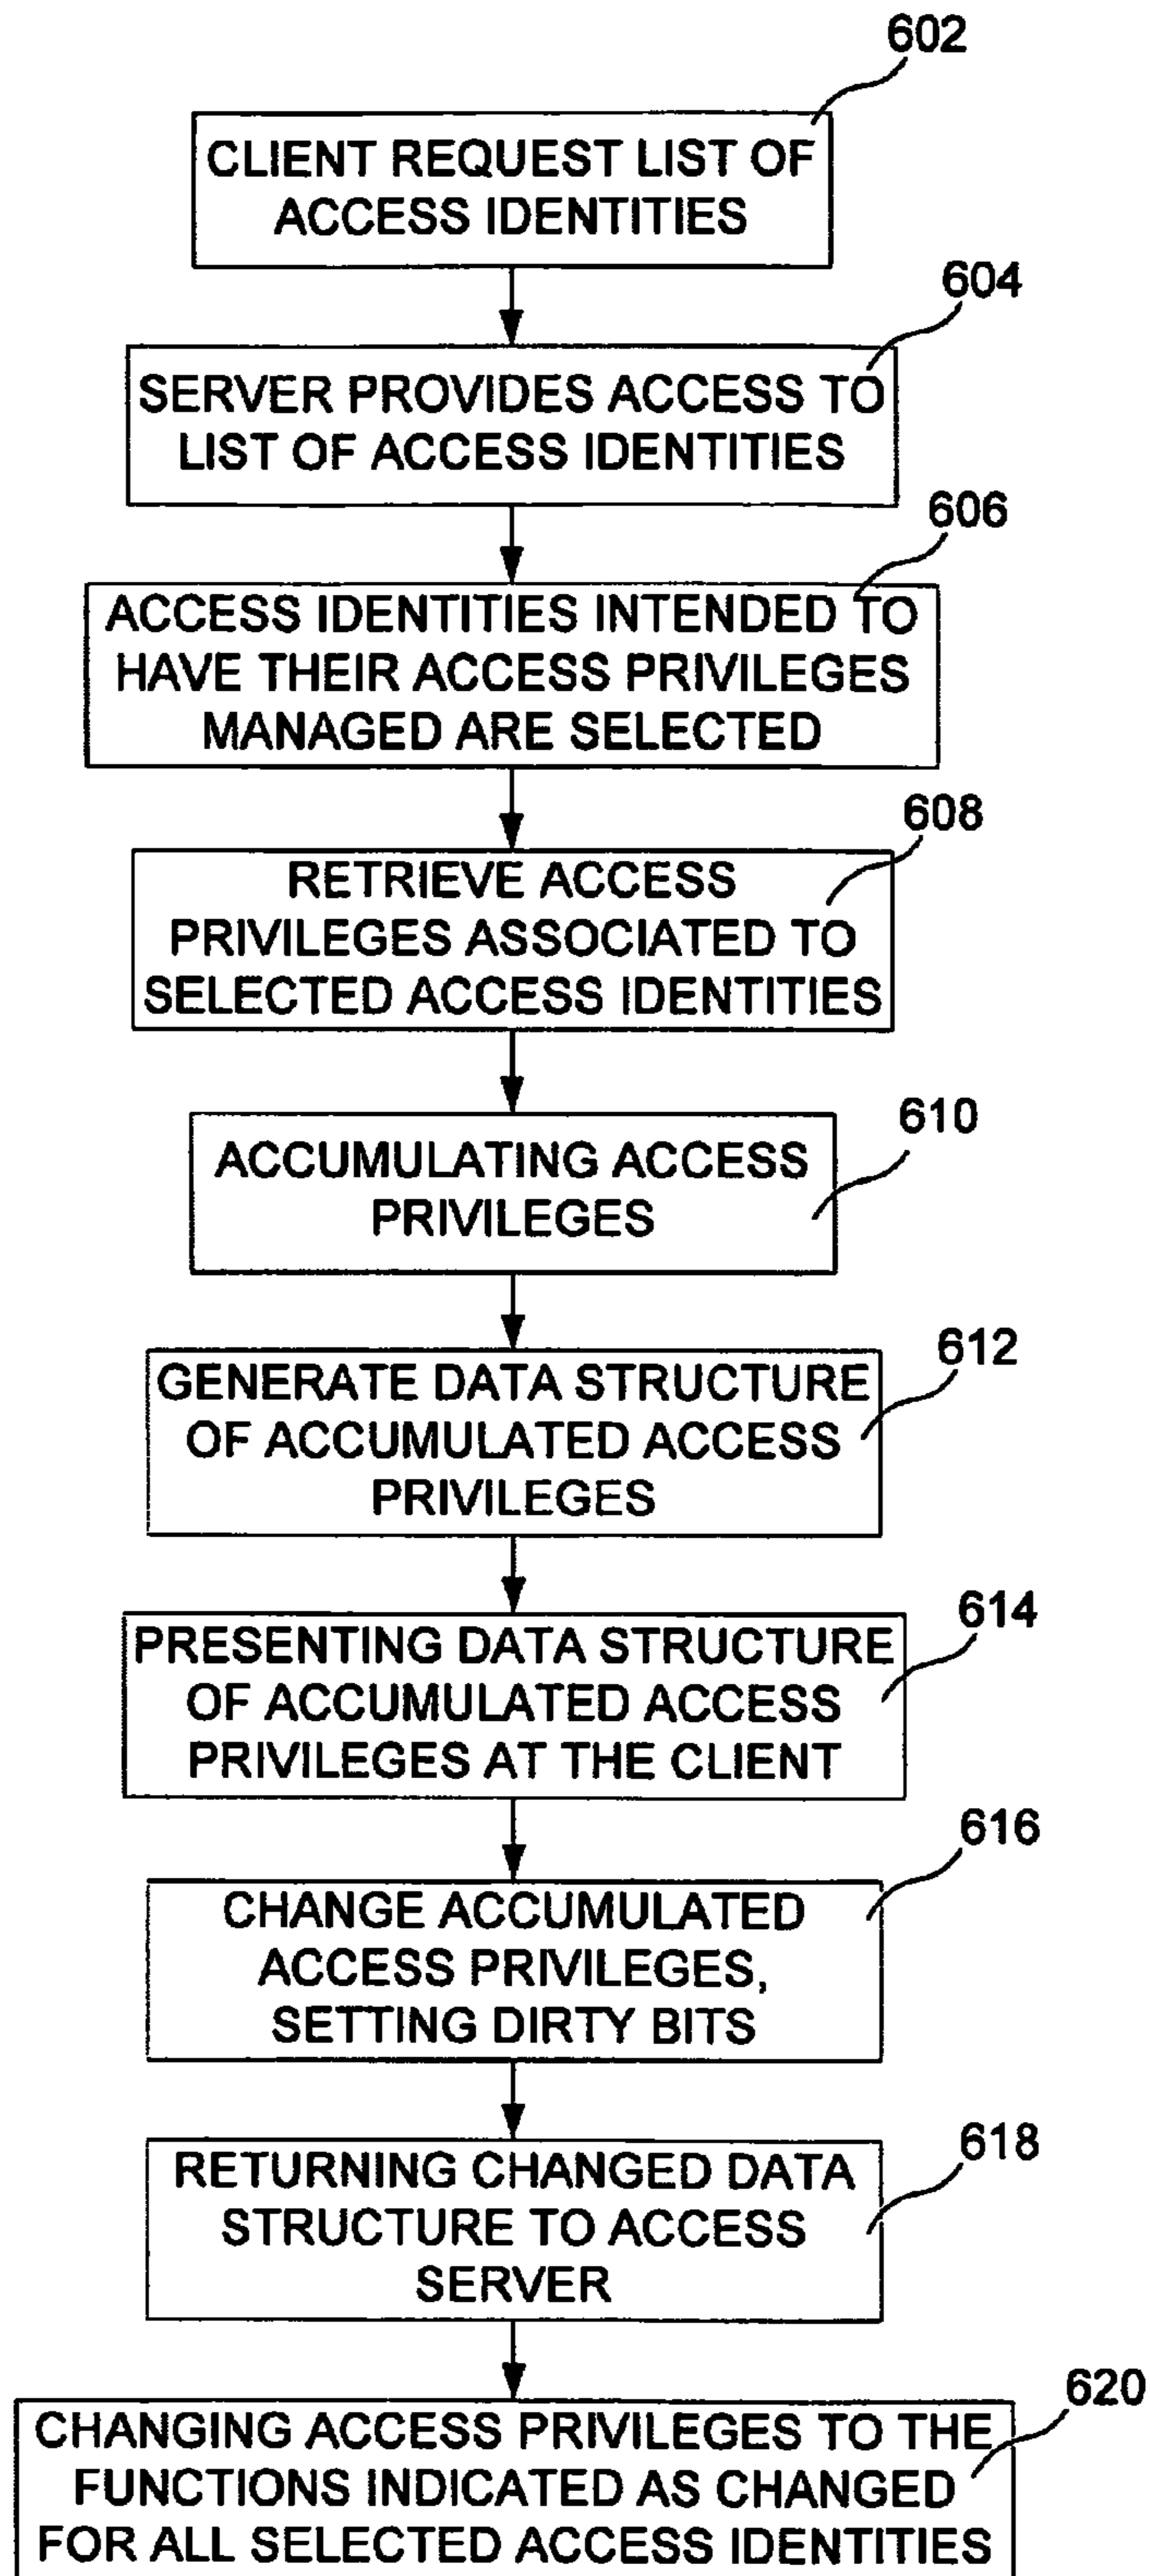 602
CLIENT REQUEST LIST OF
ACCESS IDENTITIES
604
SERVER PROVIDES ACCESS TO
LIST OF ACCESS IDENTITIES
606
ACCESS IDENTITIES INTENDED TO
HAVE THEIR ACCESS PRIVILEGES
MANAGED ARE SELECTED
608
RETRIEVE ACCESS
PRIVILEGES ASSOCIATED TO
SELECTED ACCESS IDENTITIES
610
ACCUMULATING ACCESS
PRIVILEGES
612
GENERATE DATA STRUCTURE
OF ACCUMULATED ACCESS
PRIVILEGES
614
PRESENTING DATA STRUCTURE
OF ACCUMULATED ACCESS
PRIVILEGES AT THE CLIENT
616
CHANGE ACCUMULATED
ACCESS PRIVILEGES,
SETTING DIRTY BITS
618
RETURNING CHANGED DATA
STRUCTURE TO ACCESS
SERVER
620
CHANGING ACCESS PRIVILEGES TO THE
FUNCTIONS INDICATED AS CHANGED
FOR ALL SELECTED ACCESS IDENTITIES